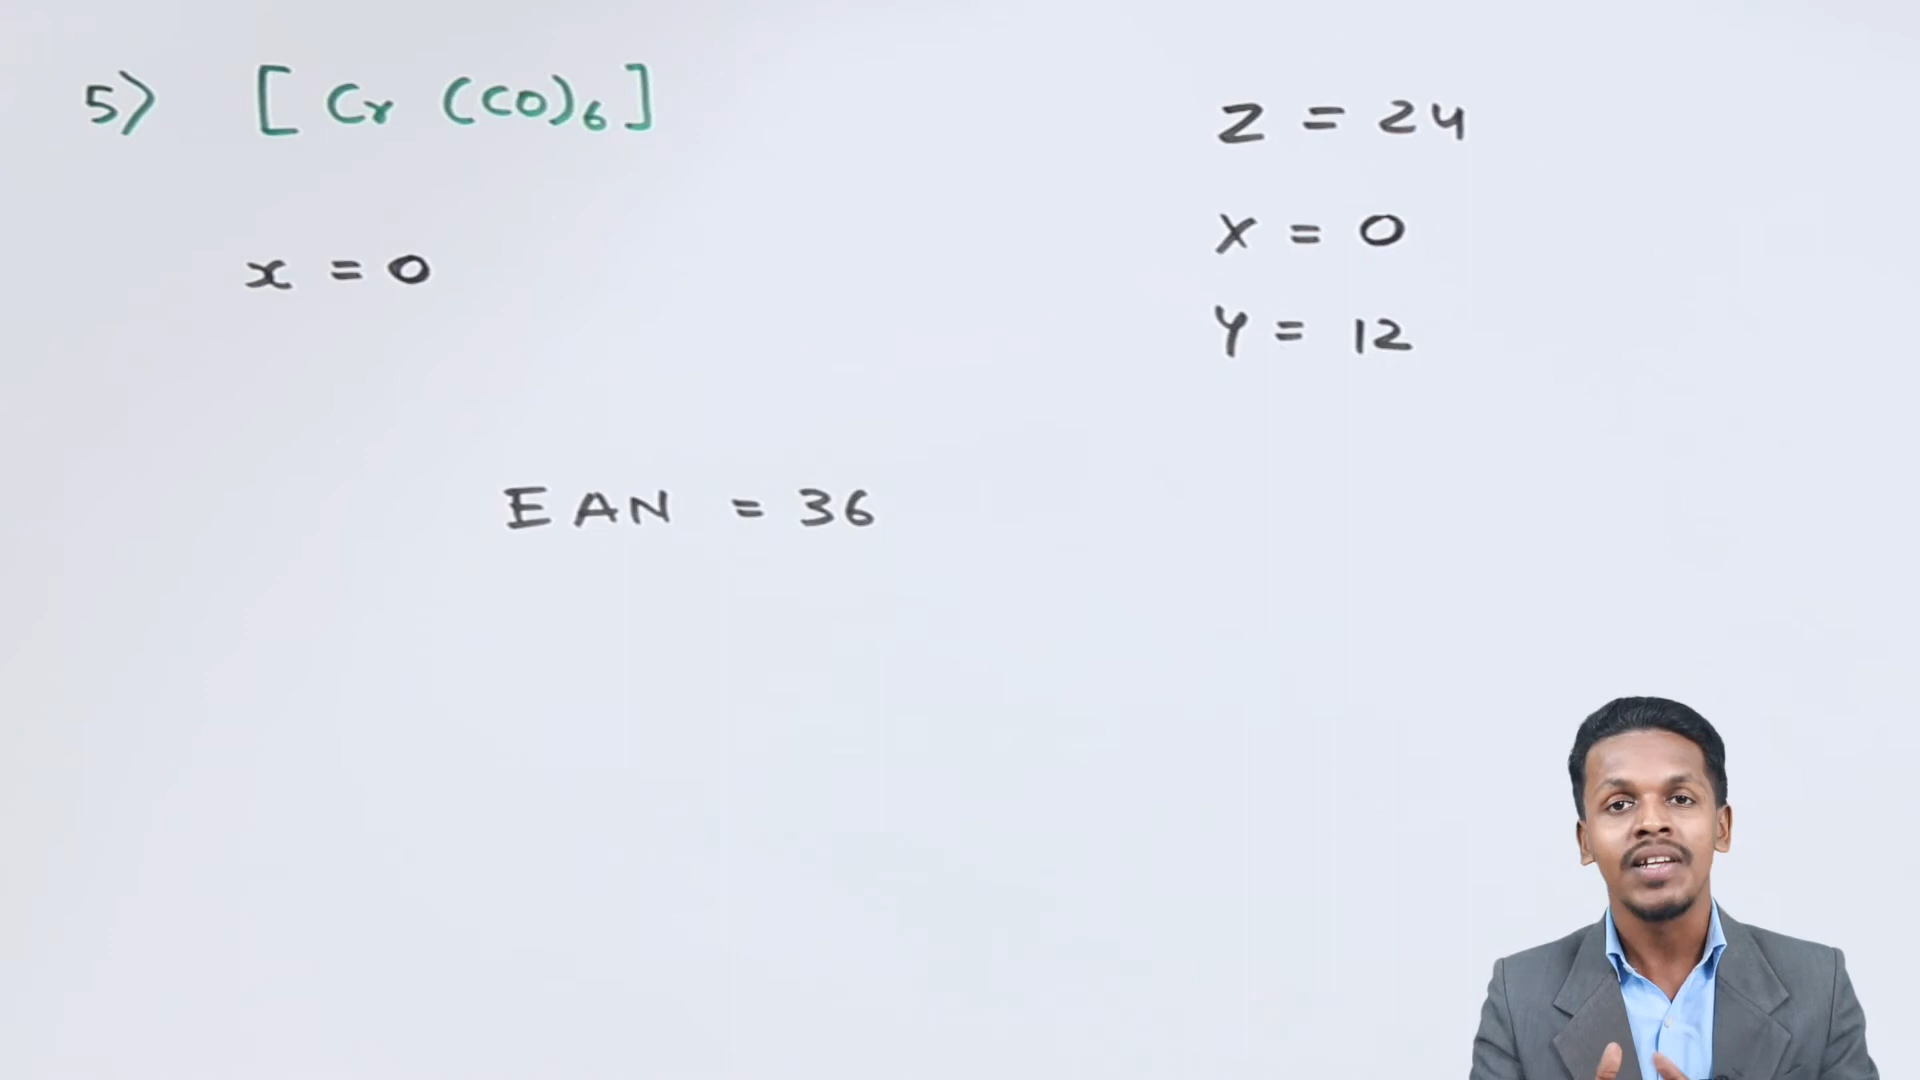 5) [Cr (CO)6]
x = 0
Z = 24
X = 0
Y = 12
EAN = 36